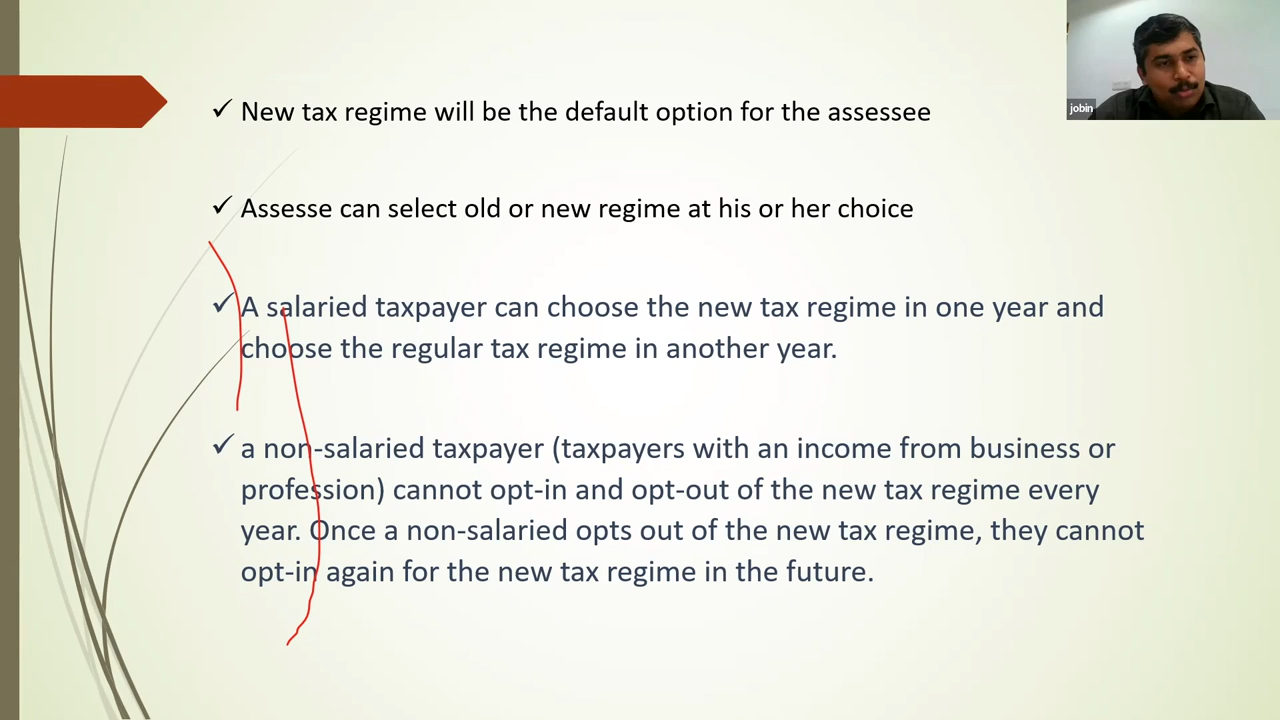 ✓ New tax regime will be the default option for the assessee
✓ Assesse can select old or new regime at his or her choice
✓ A salaried taxpayer can choose the new tax regime in one year and
choose the regular tax regime in another year.
✓ a non-salaried taxpayer (taxpayers with an income from business or
profession) cannot opt-in and opt-out of the new tax regime every
year. Once a non-salaried opts out of the new tax regime, they cannot
opt-in again for the new tax regime in the future.
jobin